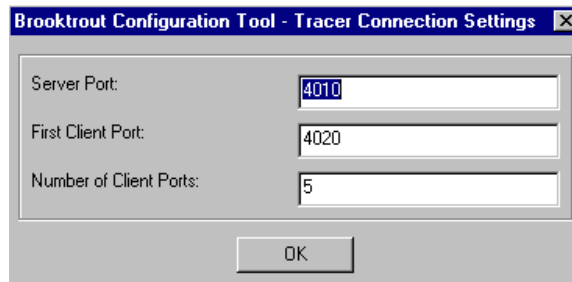 Brooktrout Configuration Tool - Tracer Connection Settings
Server Port: 4010
First Client Port: 4020
Number of Client Ports: 5
OK